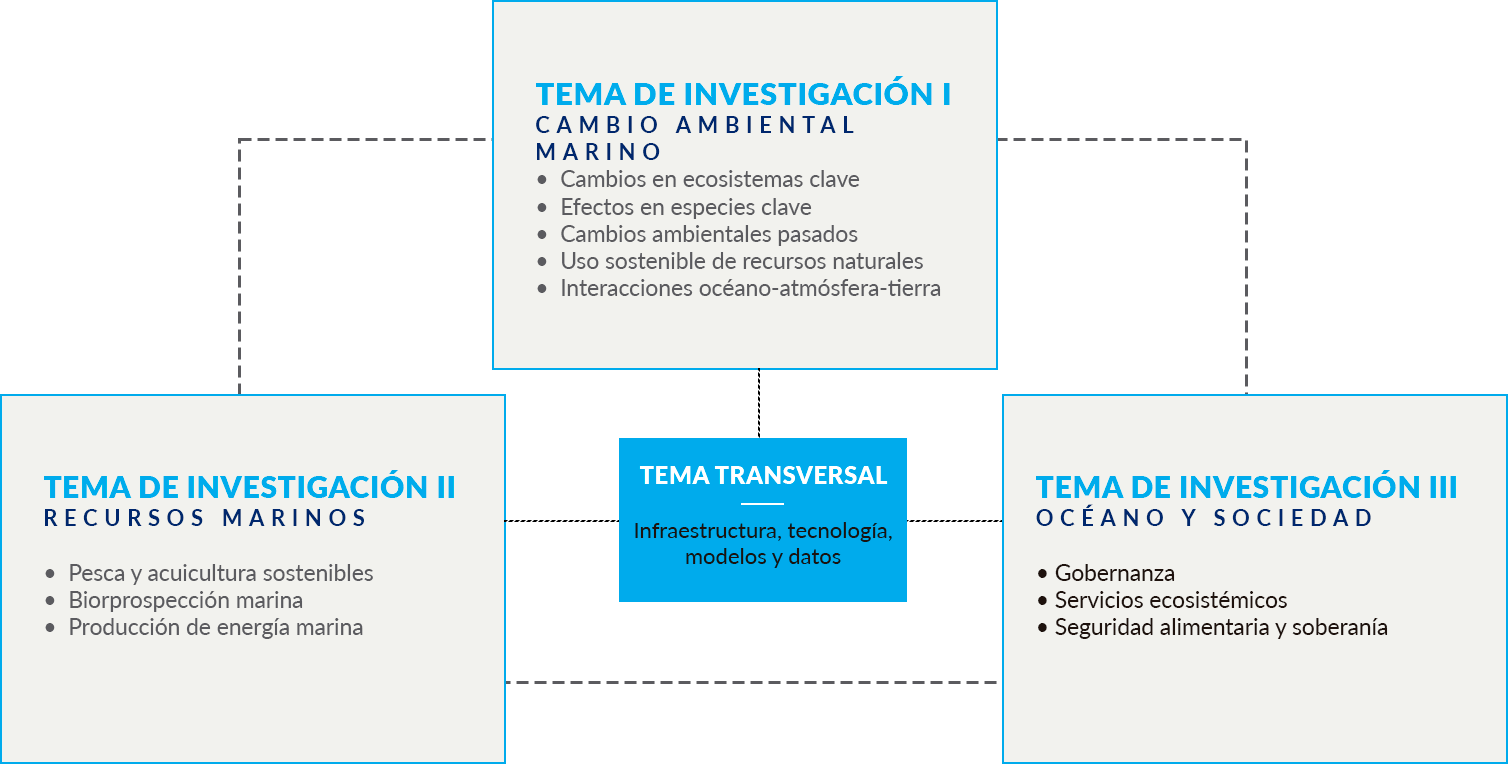 TEMA DE INVESTIGACIÓN I
CAMBIO AMBIENTAL
MARINO
• Cambios en ecosistemas clave
• Efectos en especies clave
• Cambios ambientales pasados
• Uso sostenible de recursos naturales
• Interacciones océano-atmósfera-tierra
TEMA DE INVESTIGACIÓN II
RECURSOS MARINOS
• Pesca y acuicultura sostenibles
• Biorprospección marina
• Producción de energía marina
TEMA TRANSVERSAL
Infraestructura, tecnología,
modelos y datos
TEMA DE INVESTIGACIÓN III
OCÉANO Y SOCIEDAD
• Gobernanza
• Servicios ecosistémicos
• Seguridad alimentaria y soberanía